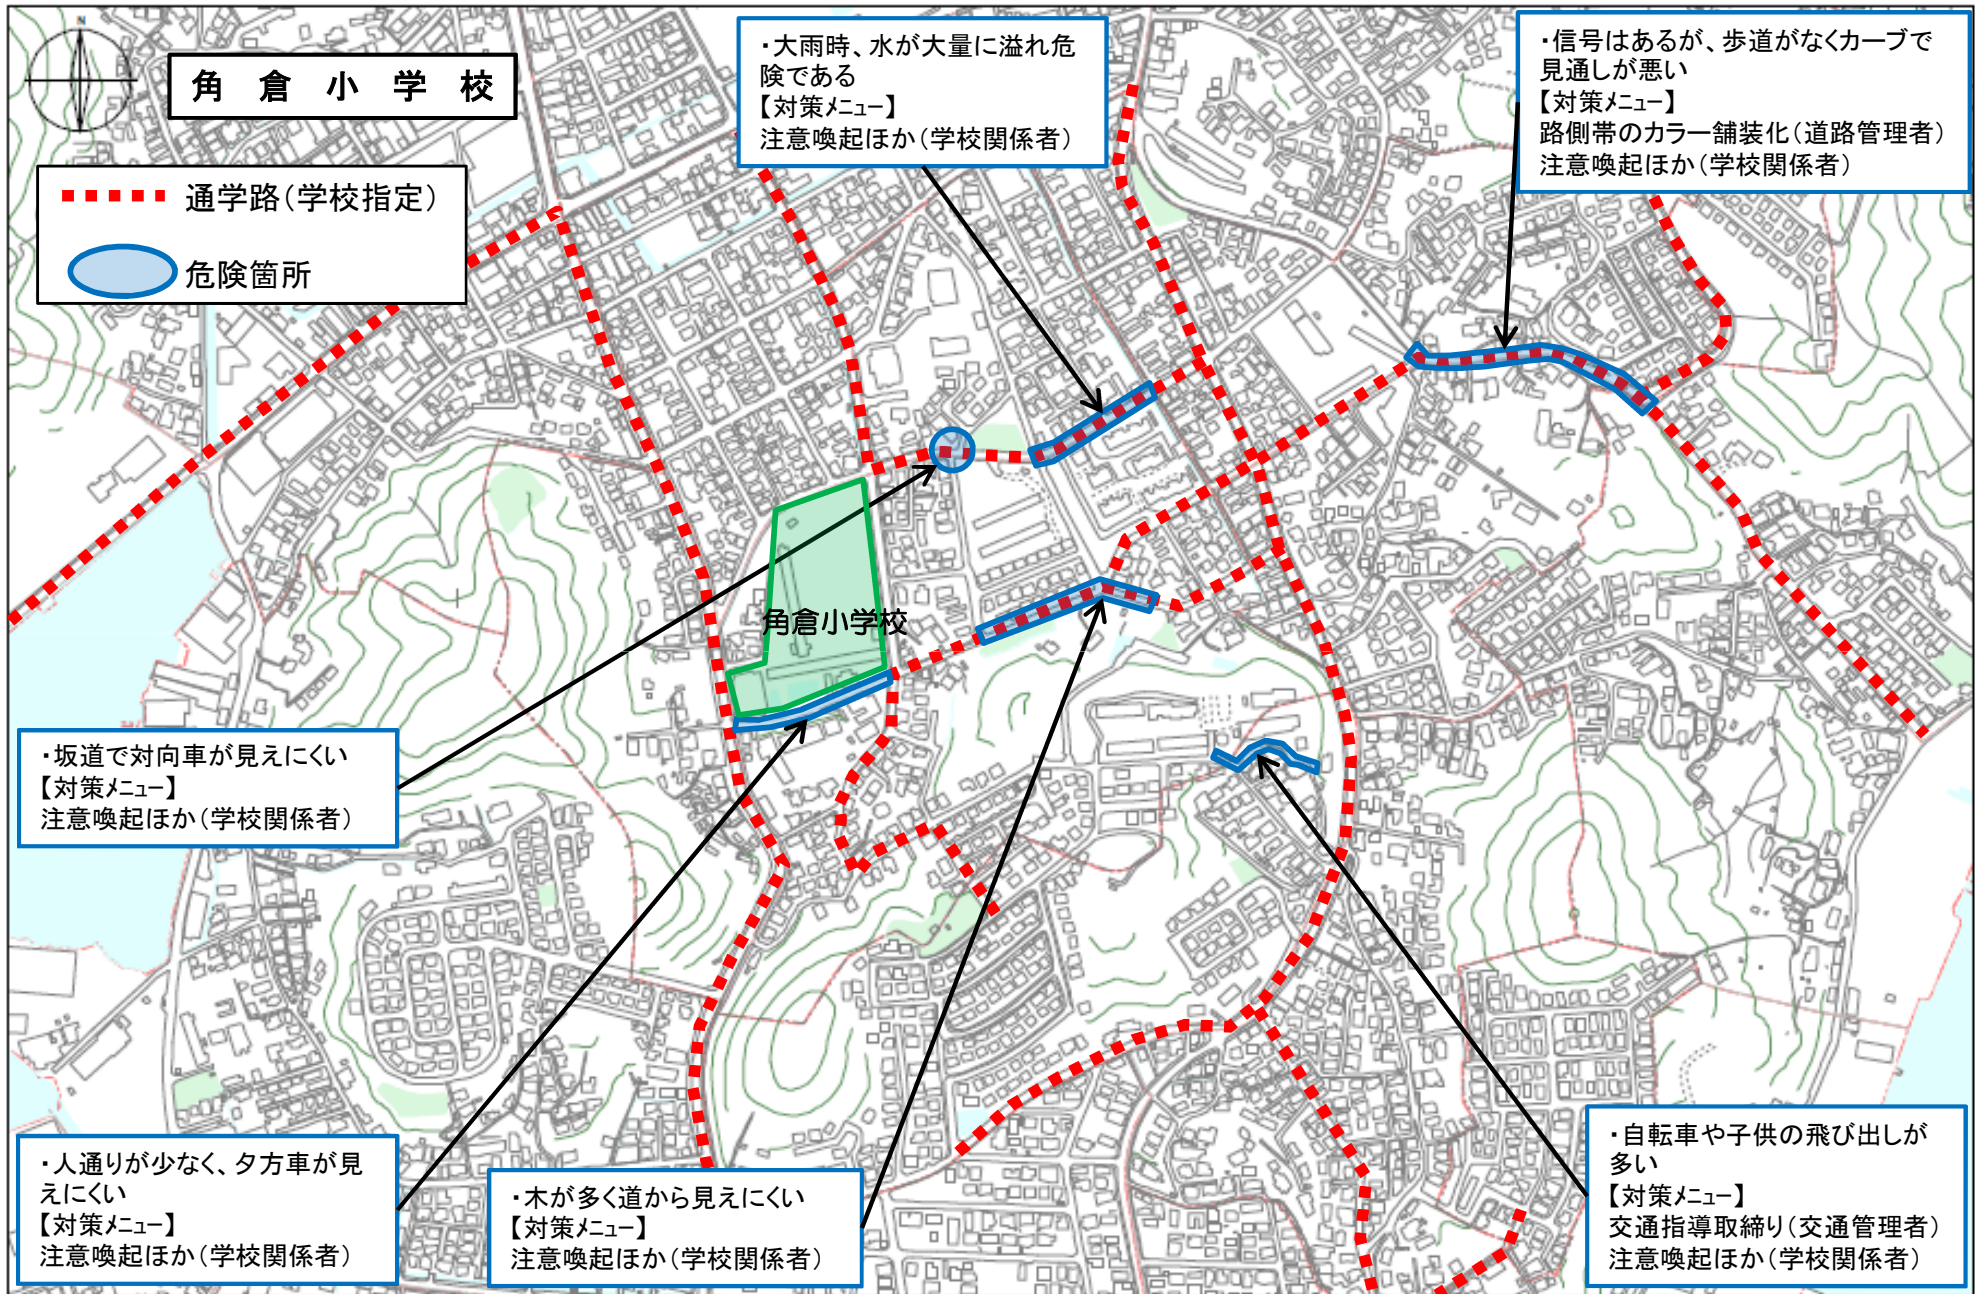 N
角倉小学校
通学路（学校指定）
危険箇所
・大雨時、水が大量に溢れ危
険である
【対策メニュー】
注意喚起ほか（学校関係者）
・信号はあるが、歩道がなくカーブで
見通しが悪い
【対策メニュー】
路側帯のカラー舗装化（道路管理者）
注意喚起ほか（学校関係者）
角倉小学校
・坂道で対向車が見えにくい
【対策メニュー】
注意喚起ほか（学校関係者）
・人通りが少なく、夕方車が見
えにくい
【対策メニュー】
注意喚起ほか（学校関係者）
・木が多く道から見えにくい
【対策メニュー】
注意喚起ほか（学校関係者）
・自転車や子供の飛び出しが
多い
【対策メニュー】
交通指導取締り（交通管理者）
注意喚起ほか（学校関係者）